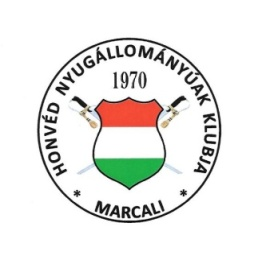 HONVÉD NYUGÁLLOMÁNYÚAK KLUBJA
1970
* MARCALI *